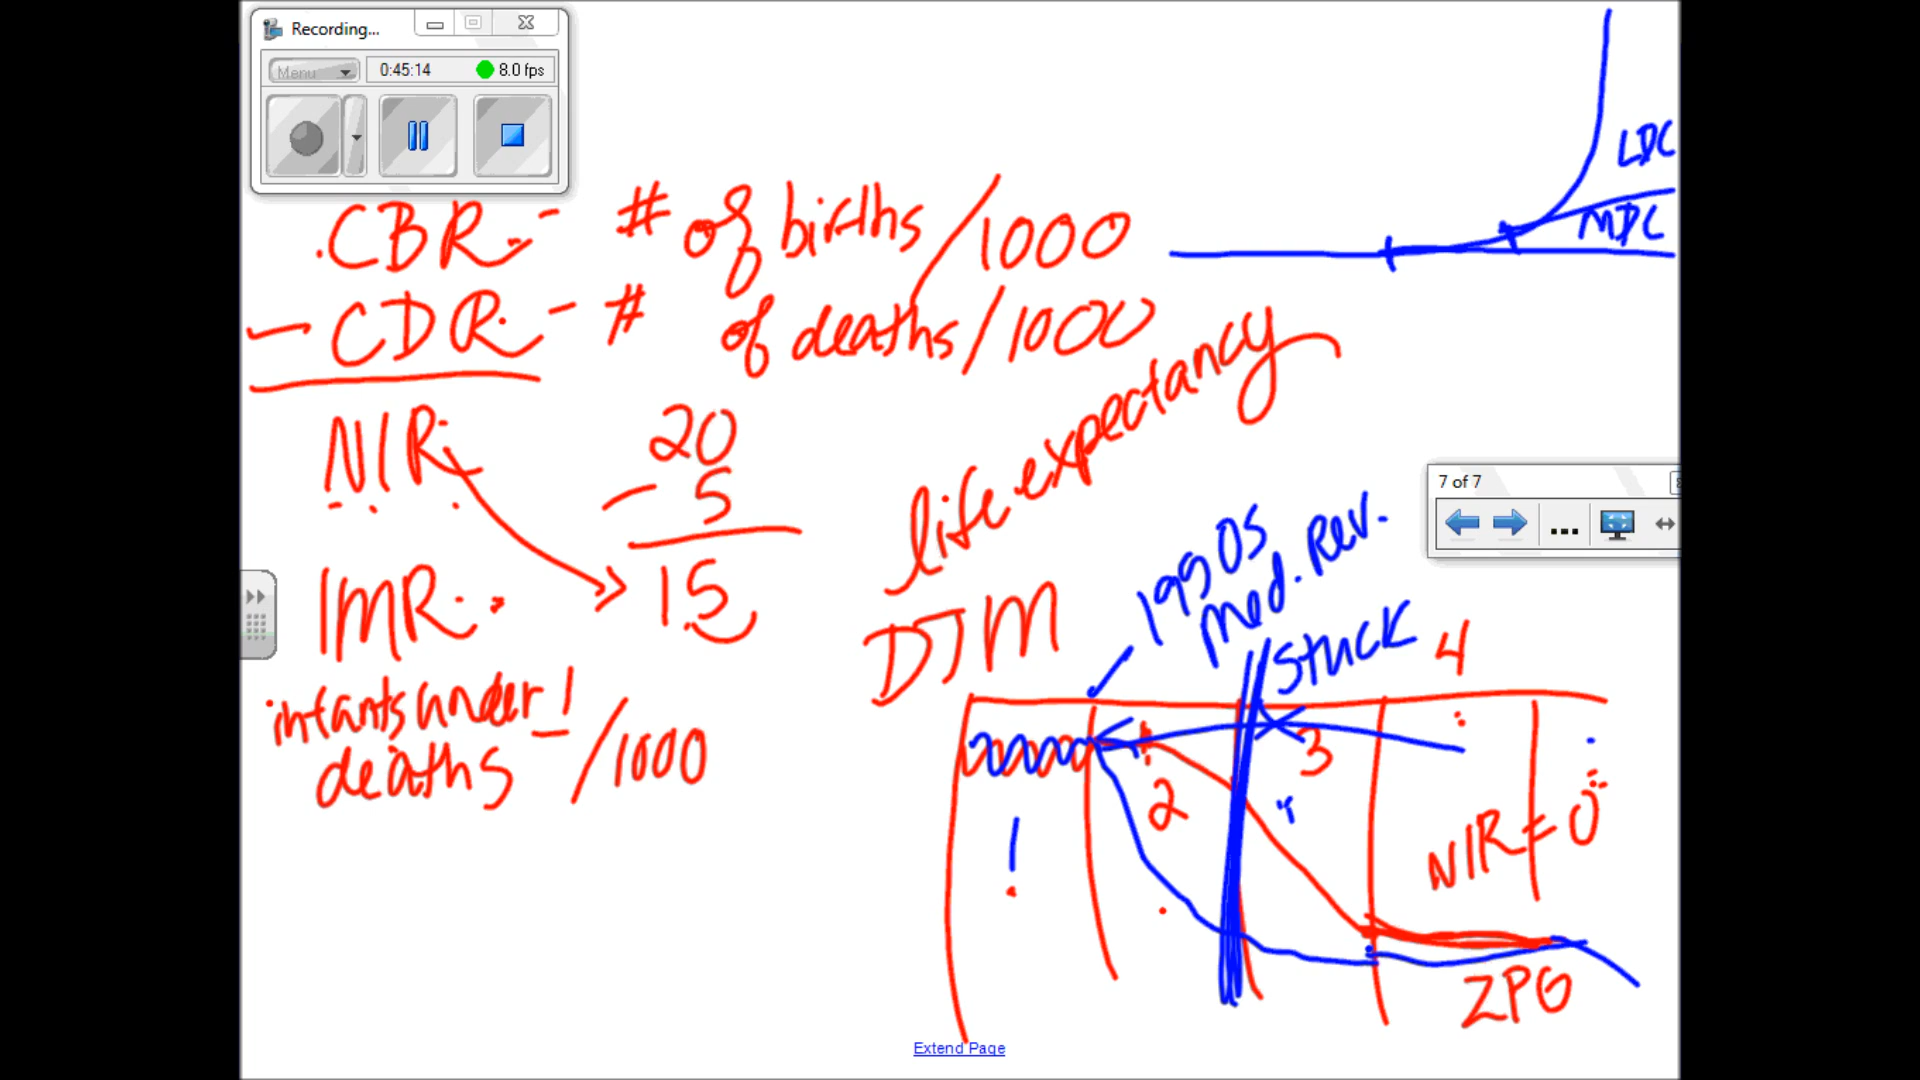 Recording...
Menu
0:45:14
8.0 fps
LDC
MDC
CBR - # of births/1000
- CDR - # of deaths/1000
NIR
20
- 5
15
life expectancy
7 of 7
...
IMR
infants under 1
deaths /1000
DTM
1950s
Med. Rev.
Stuck
4
3
2
1
NIR = 0
ZPG
Extend Page